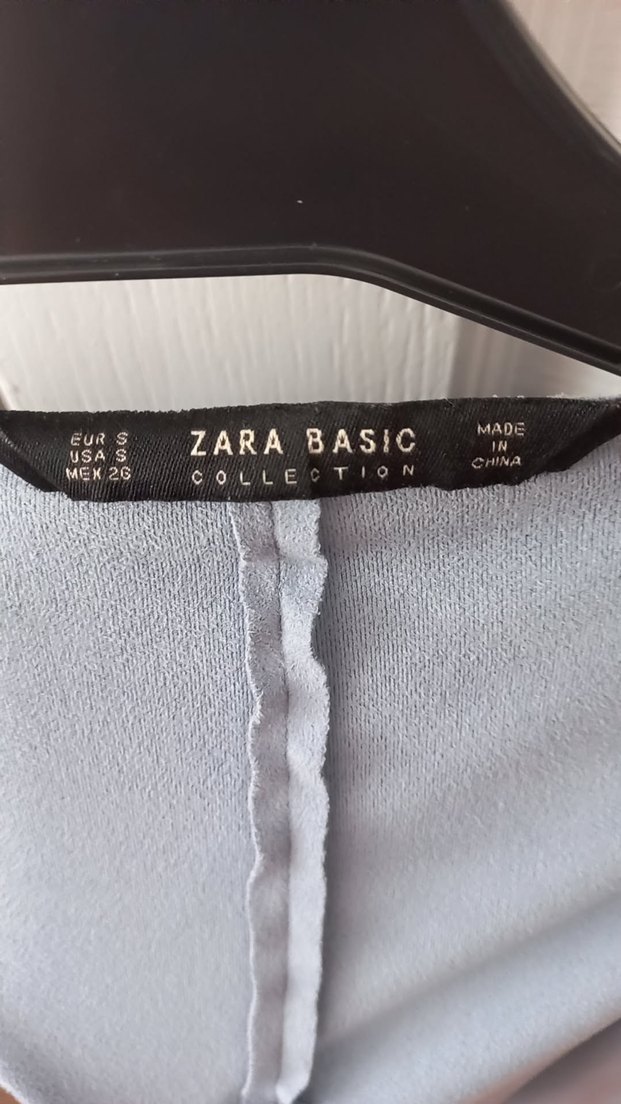 EUR S
USA S
MEX 26
ZARA BASIC
COLLECTION
MADE
IN
CHINA